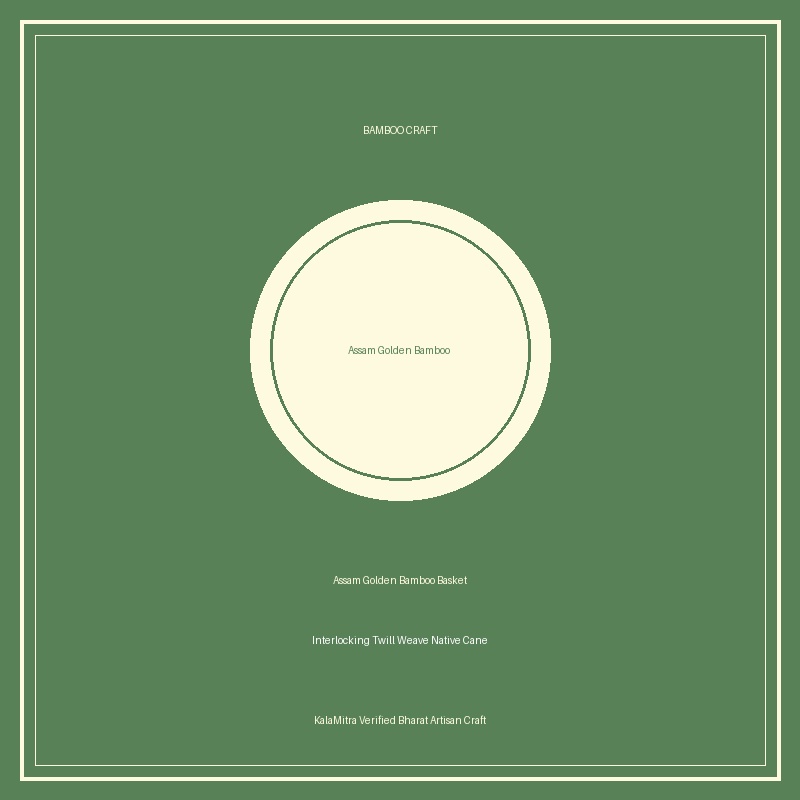 BAMBOO CRAFT
Assam Golden Bamboo
Assam Golden Bamboo Basket
Interlocking Twill Weave Native Cane
KalaMitra Verified Bharat Artisan Craft